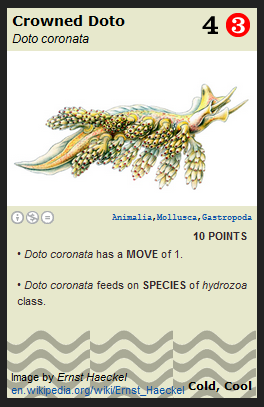 Crowned Doto
4 3
Doto coronata
Animalia,Mollusca,Gastropoda
10 POINTS
• Doto coronata has a MOVE of 1.
• Doto coronata feeds on SPECIES of hydrozoa
class.
Image by Ernst Haeckel
en.wikipedia.org/wiki/Ernst_Haeckel
Cold, Cool